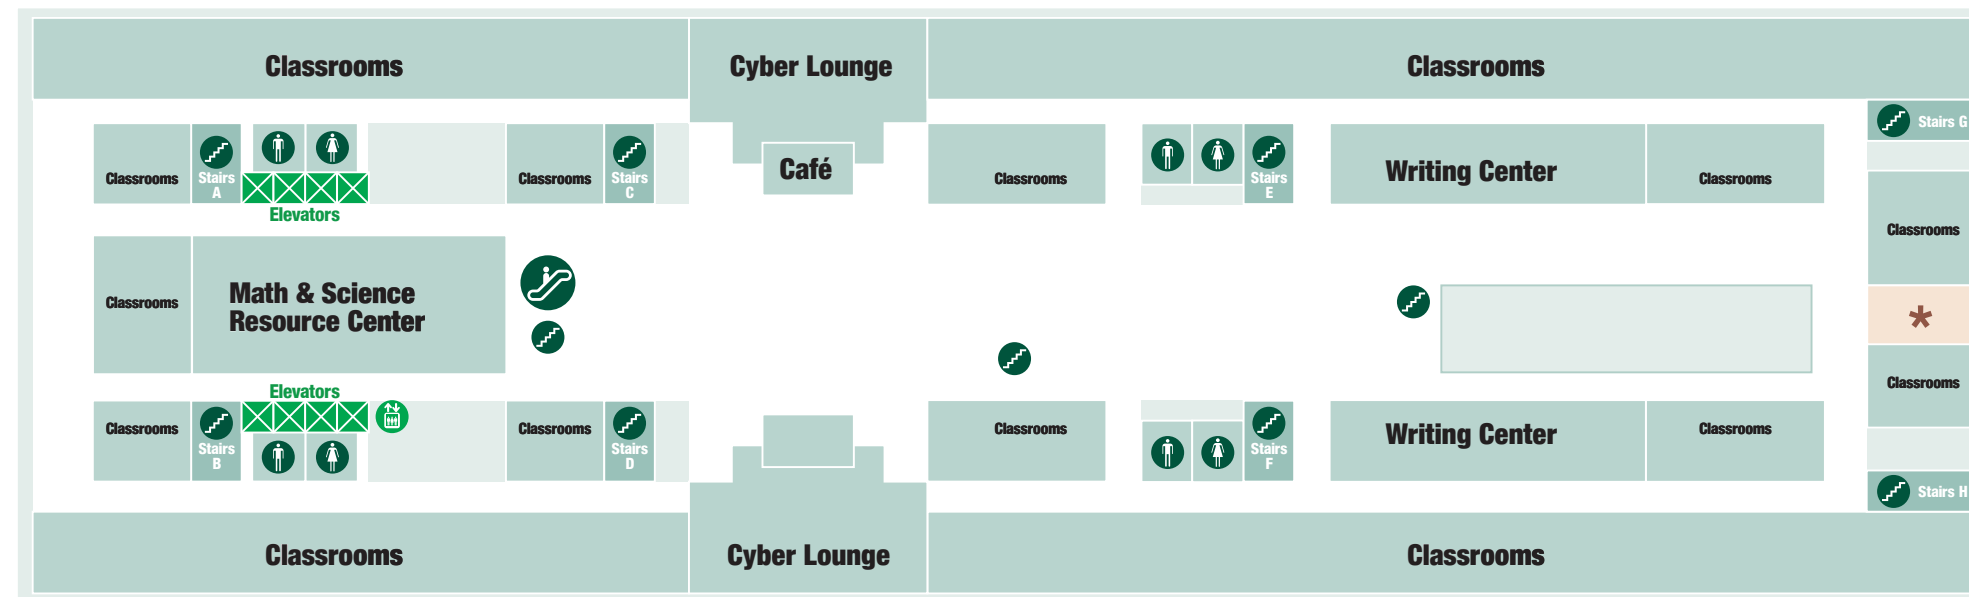 Classrooms
Cyber Lounge
Classrooms
Stairs G
Classrooms
Stairs
A
Elevators
Classrooms
Stairs
C
Café
Classrooms
Stairs
E
Writing Center
Classrooms
Classrooms
Classrooms
Math & Science
Resource Center
*
Classrooms
Elevators
Classrooms
Stairs
B
Classrooms
Stairs
D
Classrooms
Stairs
F
Writing Center
Classrooms
Stairs H
Classrooms
Cyber Lounge
Classrooms